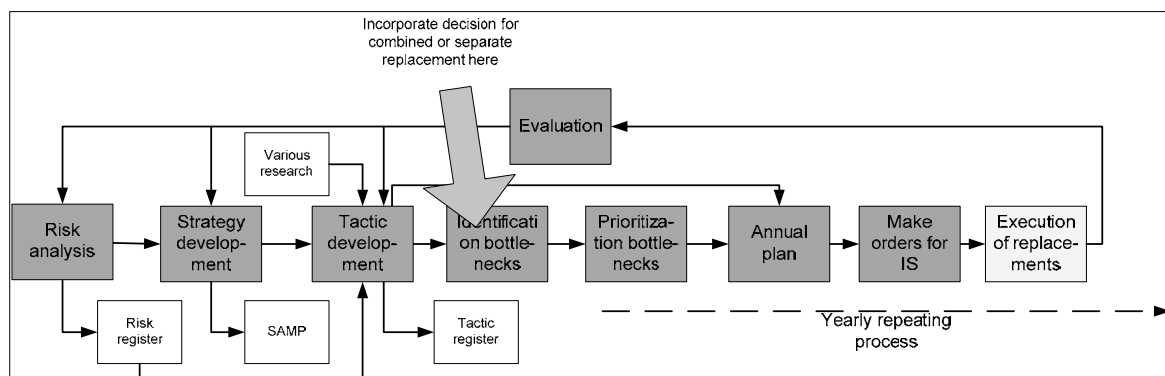 Incorporate decision for
combined or separate
replacement here
Evaluation
Various
research
Risk
analysis
Strategy
develop-
ment
Tactic
develop-
ment
Identificati
on bottle-
necks
Prioritiza-
tion bottle-
necks
Annual
plan
Make
orders for
IS
Execution
of replace-
ments
Risk
register
SAMP
Tactic
register
Yearly repeating
process